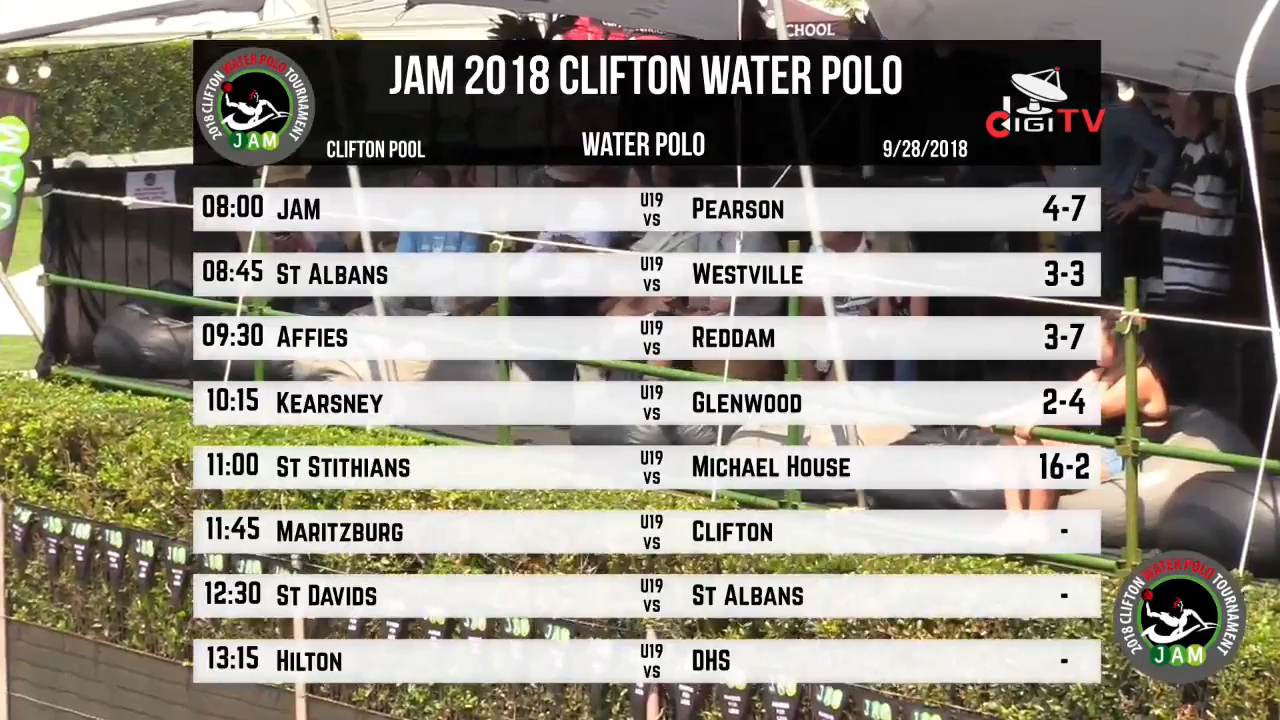 CHOOL
JAM 2018 CLIFTON WATER POLO
2018 CLIFTON WATER POLO TOURNAMENT
JAM
DIGITV
CLIFTON POOL
WATER POLO
9/28/2018
JAM
08:00 JAM U19 VS PEARSON 4-7
08:45 ST ALBANS U19 VS WESTVILLE 3-3
09:30 AFFIES U19 VS REDDAM 3-7
10:15 KEARSNEY U19 VS GLENWOOD 2-4
11:00 ST STITHIANS U19 VS MICHAEL HOUSE 16-2
11:45 MARITZBURG U19 VS CLIFTON -
12:30 ST DAVIDS U19 VS ST ALBANS -
13:15 HILTON U19 VS DHS -
2018 CLIFTON WATER POLO TOURNAMENT
JAM